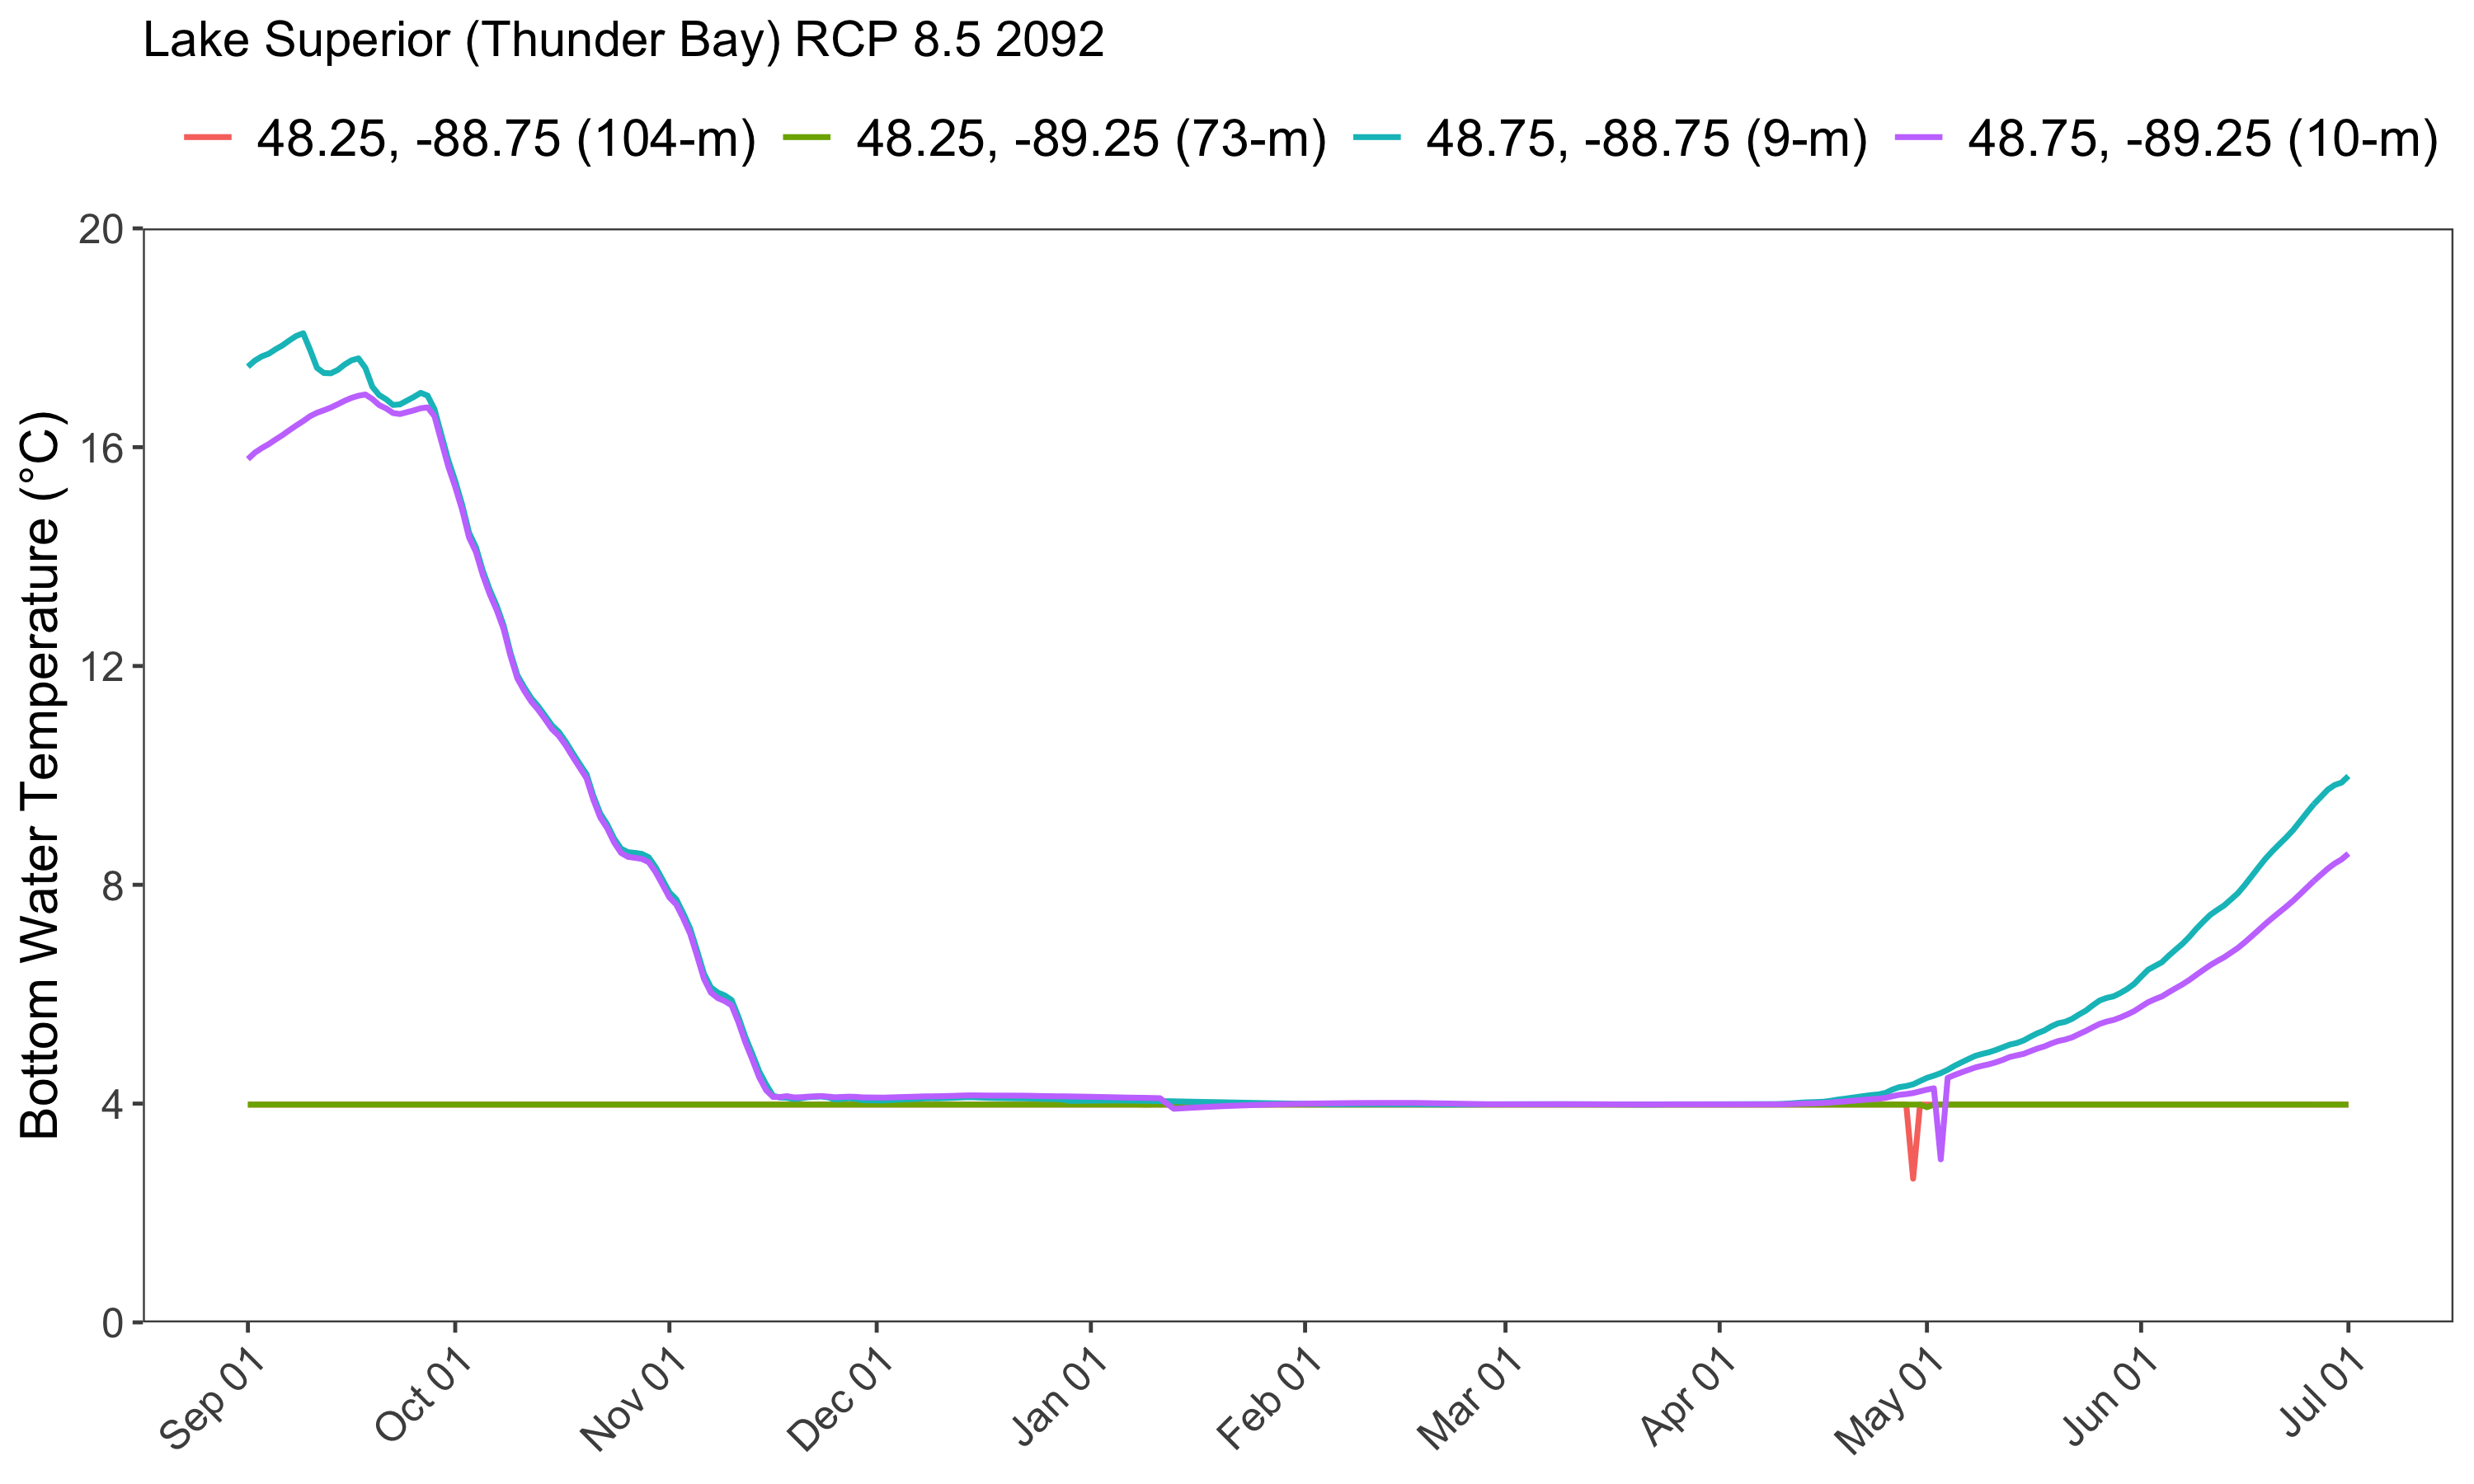 Lake Superior (Thunder Bay) RCP 8.5 2092
48.25, -88.75 (104-m) 48.25, -89.25 (73-m) 48.75, -88.75 (9-m) 48.75, -89.25 (10-m)
Bottom Water Temperature (°C)
20
16
12
8
4
0
Sep 01 Oct 01 Nov 01 Dec 01 Jan 01 Feb 01 Mar 01 Apr 01 May 01 Jun 01 Jul 01